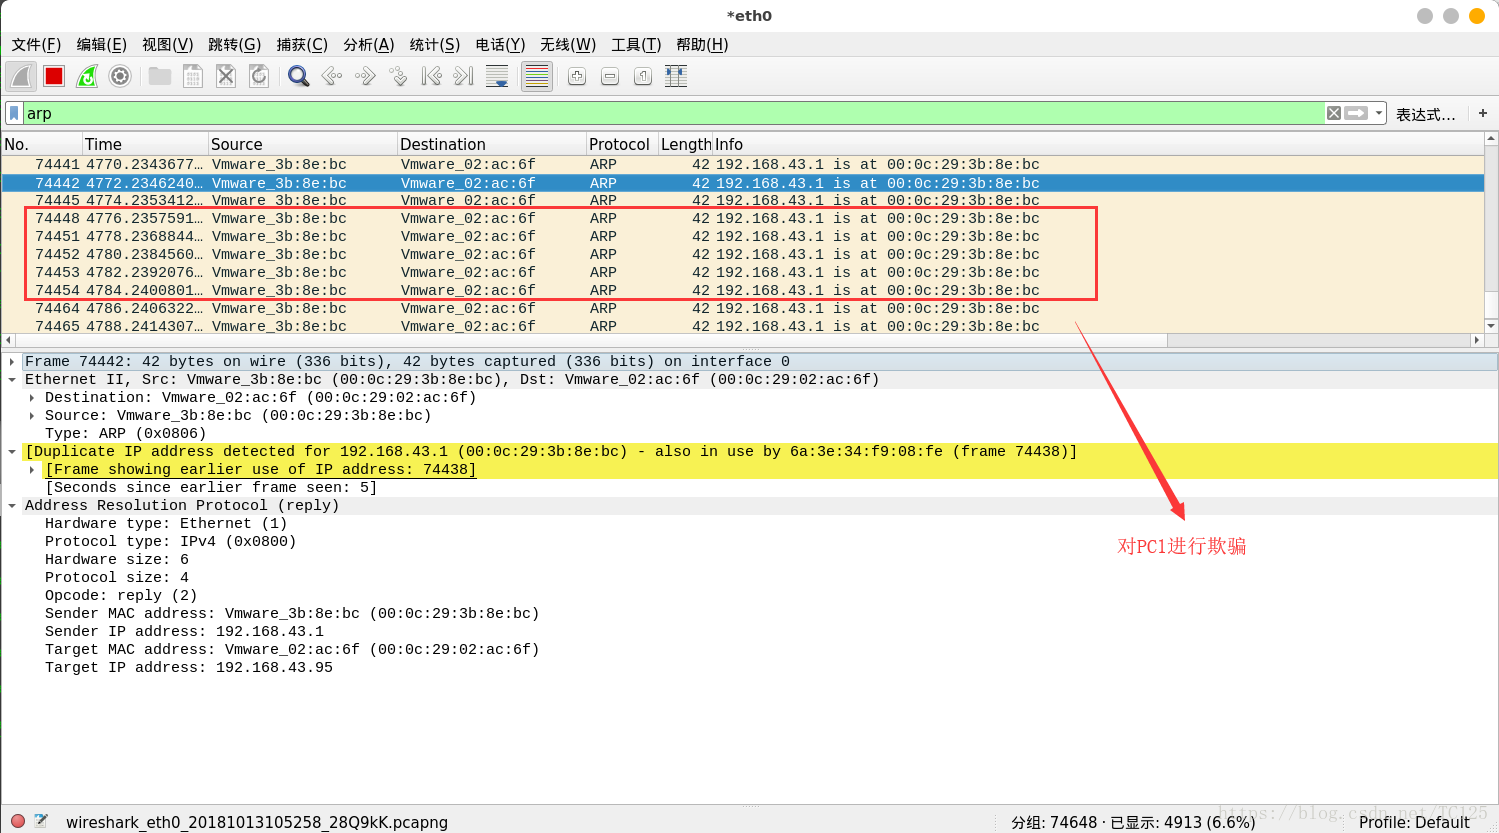 *eth0
文件(F) 编辑(E) 视图(V) 跳转(G) 捕获(C) 分析(A) 统计(S) 电话(Y) 无线(W) 工具(T) 帮助(H)
arp 表达式… +
No. Time Source Destination Protocol Length Info
74441 4770.2343677… Vmware_3b:8e:bc Vmware_02:ac:6f ARP 42 192.168.43.1 is at 00:0c:29:3b:8e:bc
74442 4772.2346240… Vmware_3b:8e:bc Vmware_02:ac:6f ARP 42 192.168.43.1 is at 00:0c:29:3b:8e:bc
74445 4774.2353412… Vmware_3b:8e:bc Vmware_02:ac:6f ARP 42 192.168.43.1 is at 00:0c:29:3b:8e:bc
74448 4776.2357591… Vmware_3b:8e:bc Vmware_02:ac:6f ARP 42 192.168.43.1 is at 00:0c:29:3b:8e:bc
74451 4778.2368844… Vmware_3b:8e:bc Vmware_02:ac:6f ARP 42 192.168.43.1 is at 00:0c:29:3b:8e:bc
74452 4780.2384560… Vmware_3b:8e:bc Vmware_02:ac:6f ARP 42 192.168.43.1 is at 00:0c:29:3b:8e:bc
74453 4782.2392076… Vmware_3b:8e:bc Vmware_02:ac:6f ARP 42 192.168.43.1 is at 00:0c:29:3b:8e:bc
74454 4784.2400801… Vmware_3b:8e:bc Vmware_02:ac:6f ARP 42 192.168.43.1 is at 00:0c:29:3b:8e:bc
74464 4786.2406322… Vmware_3b:8e:bc Vmware_02:ac:6f ARP 42 192.168.43.1 is at 00:0c:29:3b:8e:bc
74465 4788.2414307… Vmware_3b:8e:bc Vmware_02:ac:6f ARP 42 192.168.43.1 is at 00:0c:29:3b:8e:bc
Frame 74442: 42 bytes on wire (336 bits), 42 bytes captured (336 bits) on interface 0
Ethernet II, Src: Vmware_3b:8e:bc (00:0c:29:3b:8e:bc), Dst: Vmware_02:ac:6f (00:0c:29:02:ac:6f)
Destination: Vmware_02:ac:6f (00:0c:29:02:ac:6f)
Source: Vmware_3b:8e:bc (00:0c:29:3b:8e:bc)
Type: ARP (0x0806)
[Duplicate IP address detected for 192.168.43.1 (00:0c:29:3b:8e:bc) - also in use by 6a:3e:34:f9:08:fe (frame 74438)]
[Frame showing earlier use of IP address: 74438]
[Seconds since earlier frame seen: 5]
Address Resolution Protocol (reply)
Hardware type: Ethernet (1)
Protocol type: IPv4 (0x0800)
对PC1进行欺骗
Hardware size: 6
Protocol size: 4
Opcode: reply (2)
Sender MAC address: Vmware_3b:8e:bc (00:0c:29:3b:8e:bc)
Sender IP address: 192.168.43.1
Target MAC address: Vmware_02:ac:6f (00:0c:29:02:ac:6f)
Target IP address: 192.168.43.95
https://blog.csdn.net/TC125
wireshark_eth0_20181013105258_28Q9kK.pcapng 分组: 74648 · 已显示: 4913 (6.6%) Profile: Default